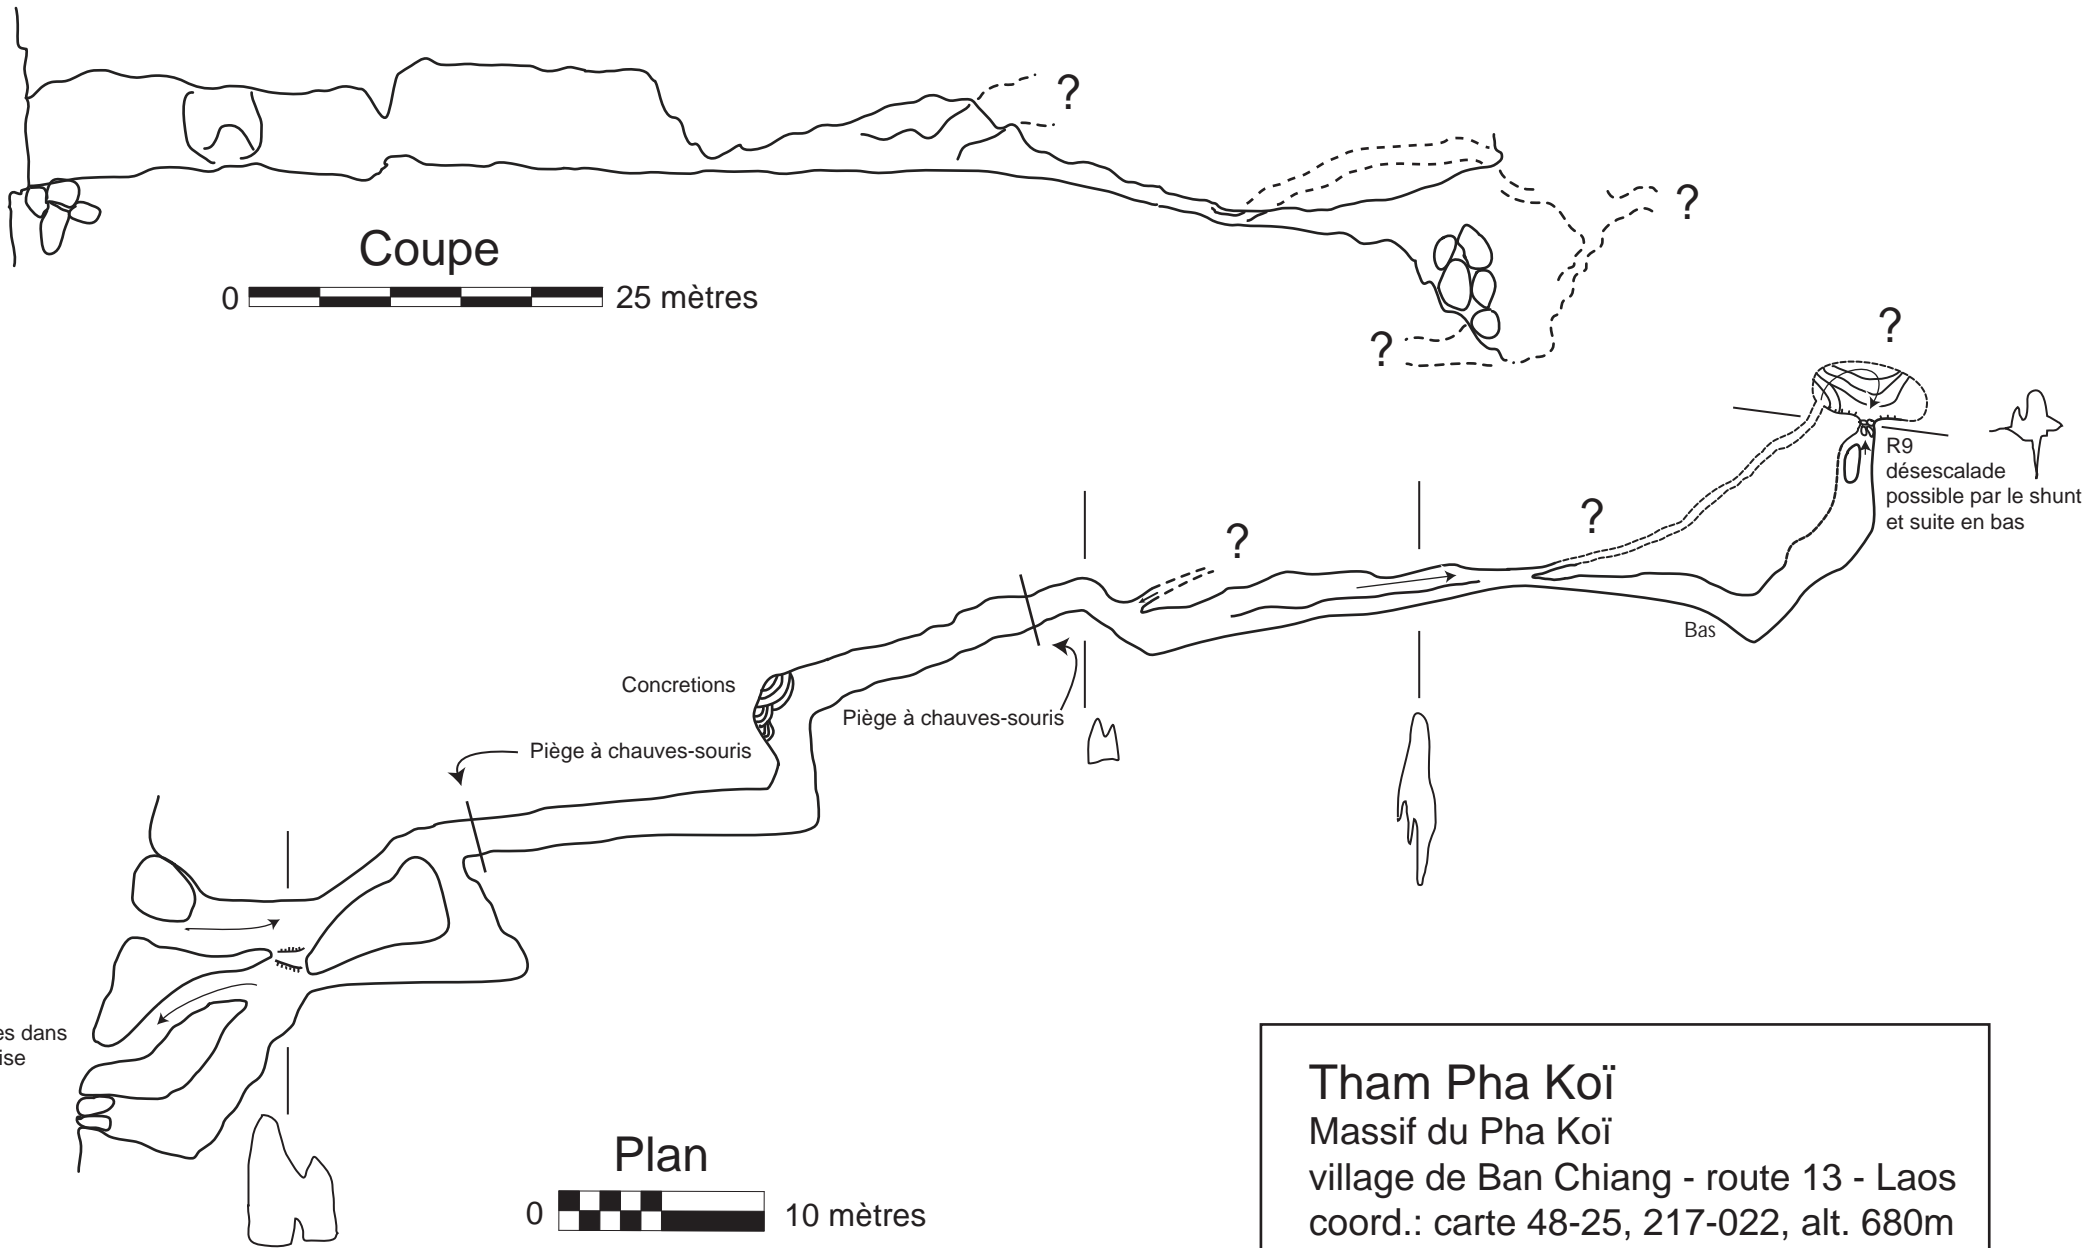 ?
?
Coupe
0
25 mètres
?
?
R9
désescalade
possible par le shunt
et suite en bas
?
?
Bas
Concretions
Piège à chauves-souris
Piège à chauves-souris
dans
Plan
0
10 mètres
Tham Pha Koï
Massif du Pha Koï
village de Ban Chiang - route 13 - Laos
coord.: carte 48-25, 217-022, alt. 680m